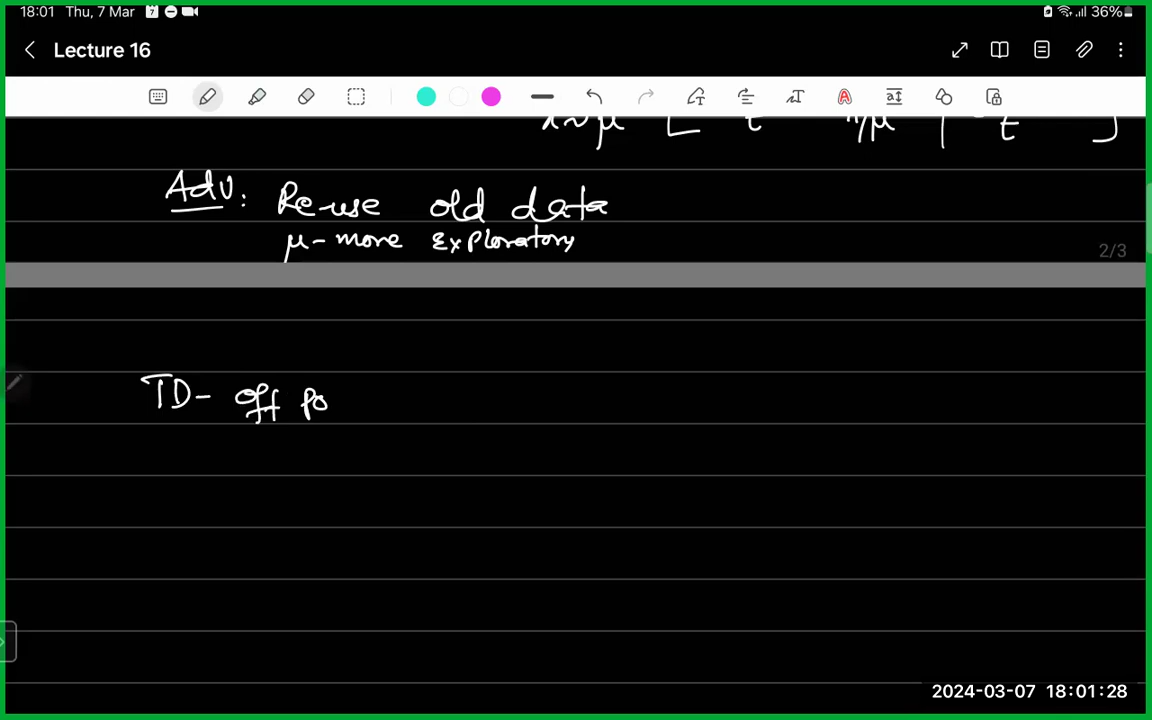 18:01 Thu, 7 Mar 7 36%
Lecture 16
Adv: Re-use old data
μ- more Exploratory
2/3
TD- off po
2024-03-07 18:01:28